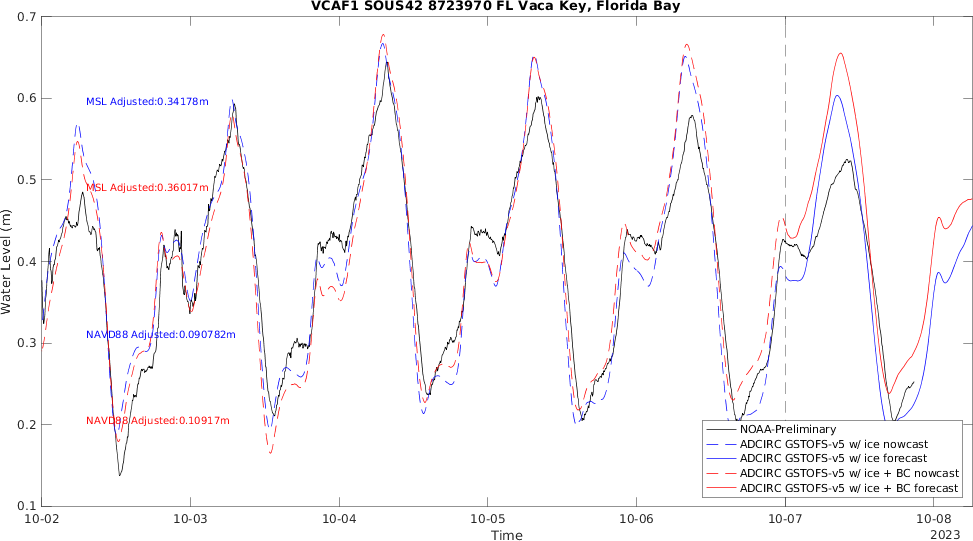 VCAF1 SOUS42 8723970 FL Vaca Key, Florida Bay
0.7
0.6
0.5
0.4
0.3
0.2
0.1
Water Level (m)
MSL Adjusted:0.34178m
MSL Adjusted:0.36017m
NAVD88 Adjusted:0.090782m
NAVD88 Adjusted:0.10917m
NOAA-Preliminary
ADCIRC GSTOFS-v5 w/ ice nowcast
ADCIRC GSTOFS-v5 w/ ice forecast
ADCIRC GSTOFS-v5 w/ ice + BC nowcast
ADCIRC GSTOFS-v5 w/ ice + BC forecast
10-02 10-03 10-04 10-05 10-06 10-07 10-08
Time
2023